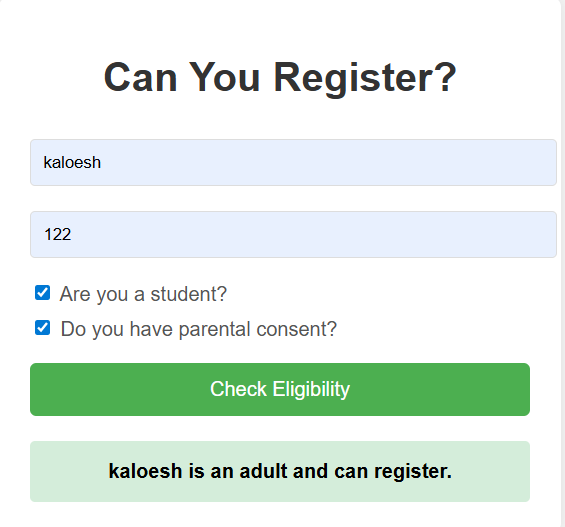 Can You Register?
kaloesh
122
Are you a student?
Do you have parental consent?
Check Eligibility
kaloesh is an adult and can register.